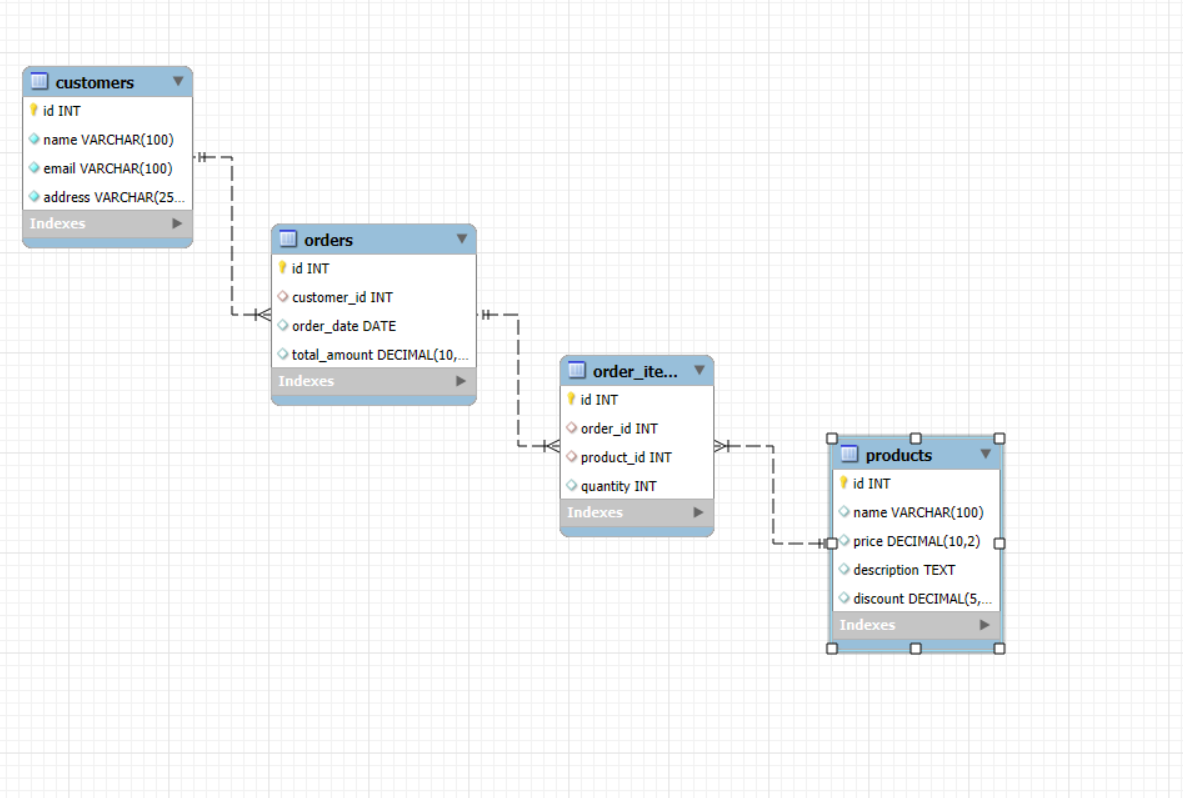 customers
id INT
name VARCHAR(100)
email VARCHAR(100)
address VARCHAR(25...
Indexes
orders
id INT
customer_id INT
order_date DATE
total_amount DECIMAL(10,...
Indexes
order_ite...
id INT
order_id INT
product_id INT
quantity INT
Indexes
products
id INT
name VARCHAR(100)
price DECIMAL(10,2)
description TEXT
discount DECIMAL(5,...
Indexes